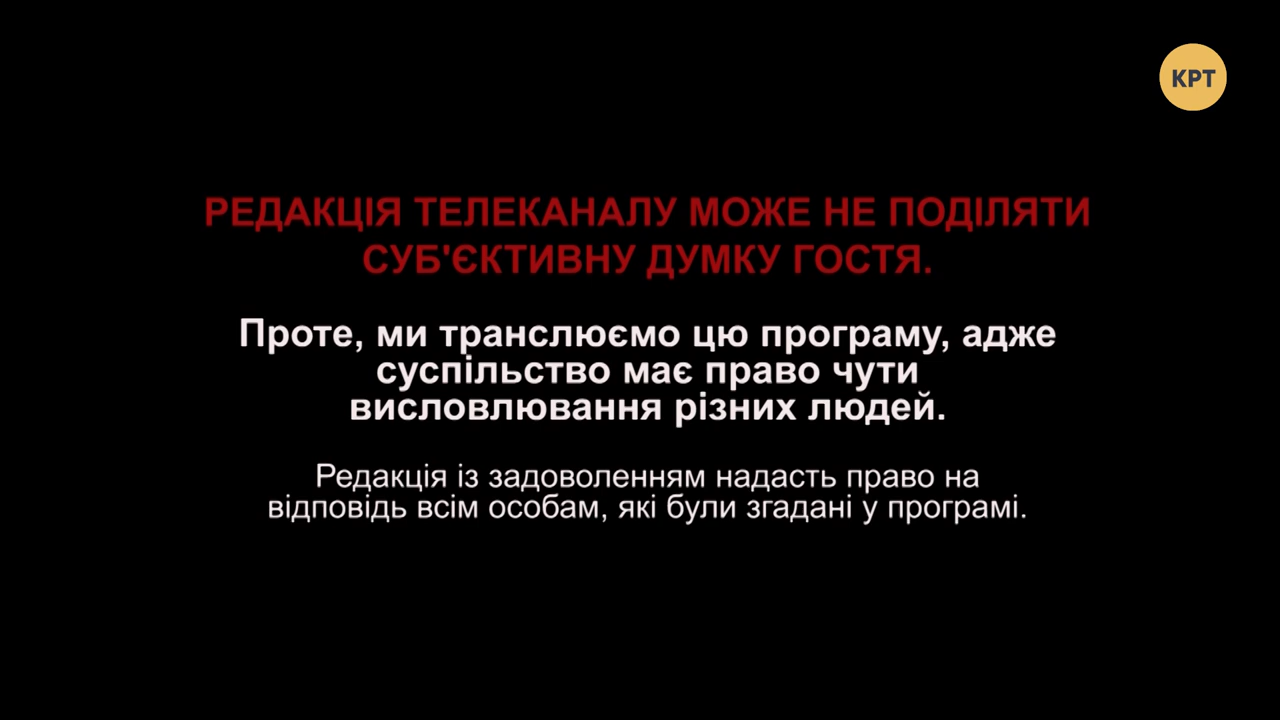 КРТ
РЕДАКЦІЯ ТЕЛЕКАНАЛУ МОЖЕ НЕ ПОДІЛЯТИ
СУБ'ЄКТИВНУ ДУМКУ ГОСТЯ.
Проте, ми транслюємо цю програму, адже
суспільство має право чути
висловлювання різних людей.
Редакція із задоволенням надасть право на
відповідь всім особам, які були згадані у програмі.